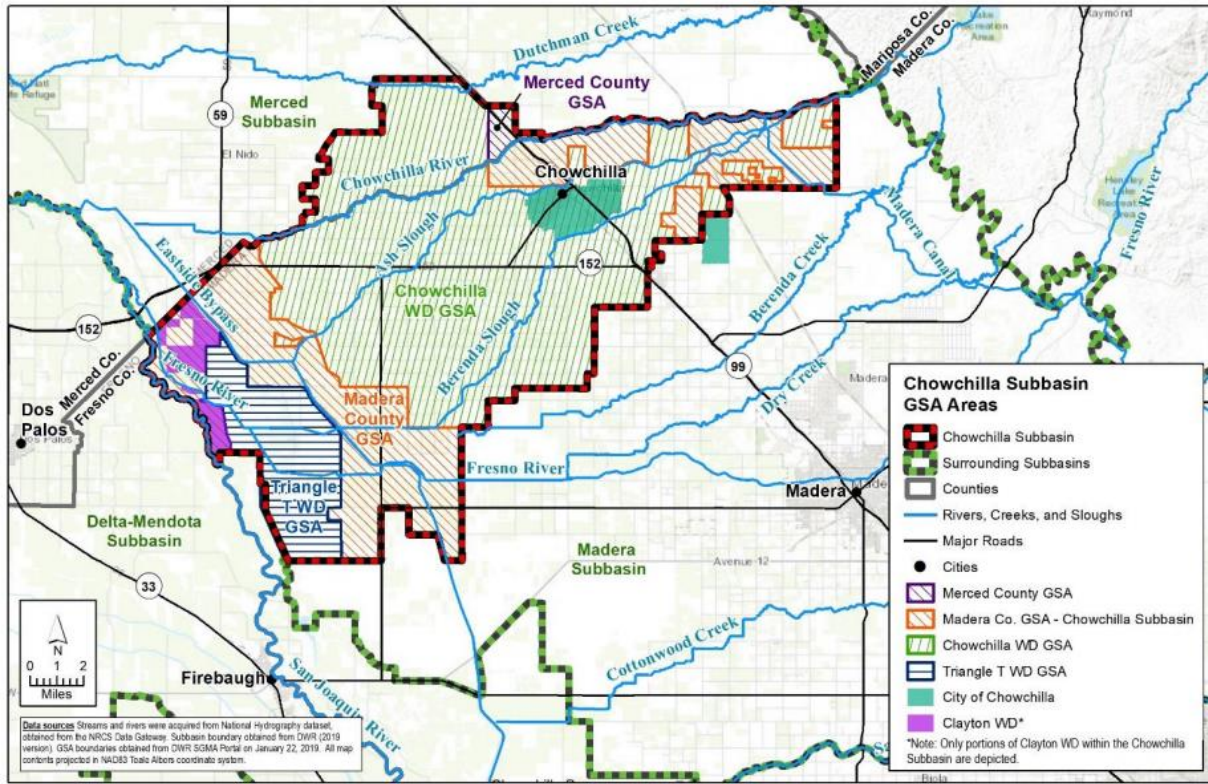 Dutchman Creek
Lake
Recreation
Area
Raymond
Mariposa Co.
Madera Co.
Merced County
GSA
Merced
Subbasin
59
El Nido
Chowchilla River
Chowchilla
Hensley
Lake
Fresno River
Madera Canal
Ash Slough
152
Eastside Bypass
Chowchilla
WD GSA
Berenda Slough
Berenda Creek
152
Merced Co.
Fresno Co.
Fresno River
Dos
Palos
Dos Palos
Madera
County
GSA
99
Dry Creek
Fresno River
Madera
Triangle
T WD
GSA
Delta-Mendota
Subbasin
Madera
Subbasin
Avenue 12
33
Cottonwood Creek
Firebaugh
San Joaquin River
N
0 1 2
Miles
Data sources Streams and rivers were acquired from National Hydrography dataset,
obtained from the NRCS Data Gateway. Subbasin boundary obtained from DWR (2019
version). GSA boundaries obtained from DWR SGMA Portal on January 22, 2019. All map
contents projected in NAD83 Teale Albers coordinate system.
Chowchilla Subbasin
GSA Areas
Chowchilla Subbasin
Surrounding Subbasins
Counties
Rivers, Creeks, and Sloughs
Major Roads
Cities
Merced County GSA
Madera Co. GSA - Chowchilla Subbasin
Chowchilla WD GSA
Triangle T WD GSA
City of Chowchilla
Clayton WD*
*Note: Only portions of Clayton WD within the Chowchilla
Subbasin are depicted.
Biola